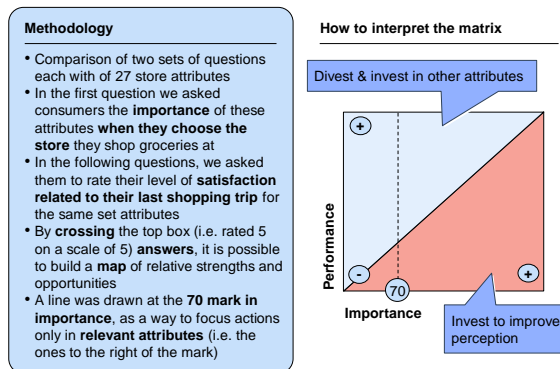 Methodology
• Comparison of two sets of questions
each with of 27 store attributes
• In the first question we asked
consumers the importance of these
attributes when they choose the
store they shop groceries at
• In the following questions, we asked
them to rate their level of satisfaction
related to their last shopping trip for
the same set attributes
• By crossing the top box (i.e. rated 5
on a scale of 5) answers, it is possible
to build a map of relative strengths and
opportunities
• A line was drawn at the 70 mark in
importance, as a way to focus actions
only in relevant attributes (i.e. the
ones to the right of the mark)
How to interpret the matrix
Divest & invest in other attributes
+
Performance
-
70
+
Importance
Invest to improve
perception